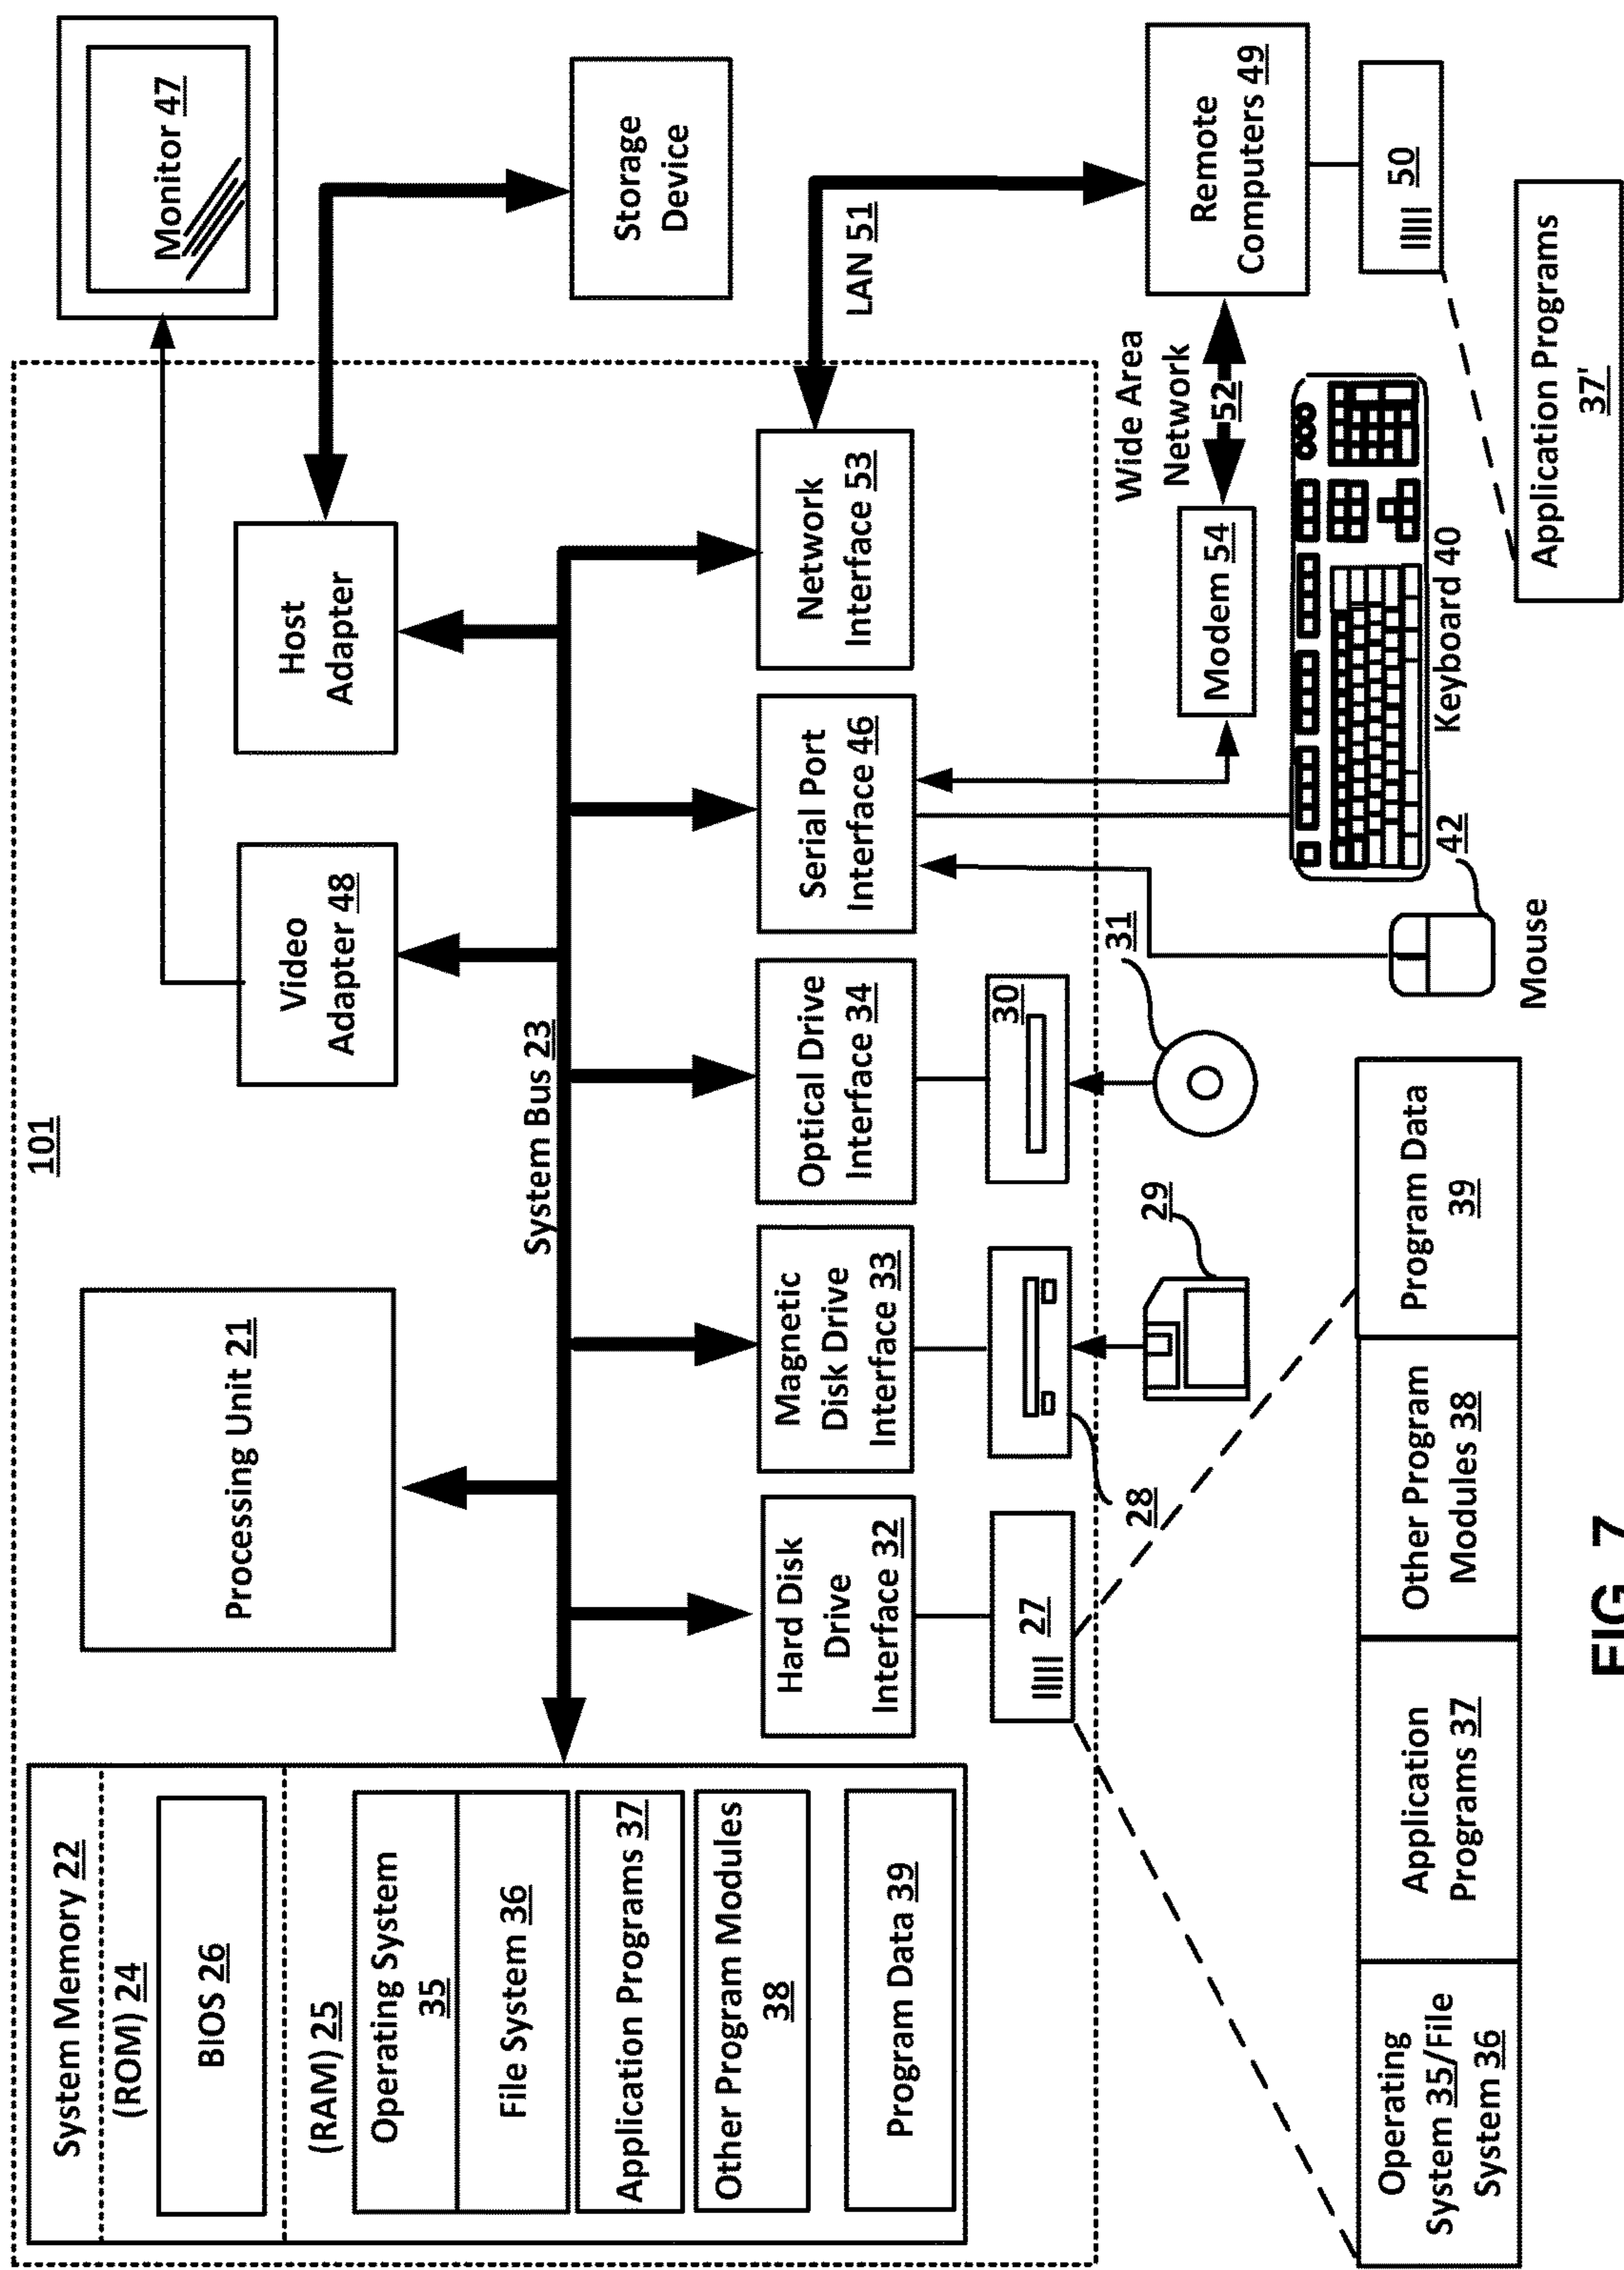 101
System Memory 22
(ROM) 24
BIOS 26
(RAM) 25
Operating System
35
File System 36
Application Programs 37
Other Program Modules
38
Program Data 39
Processing Unit 21
Video
Adapter 48
Host
Adapter
Monitor 47
Storage
Device
System Bus 23
Hard Disk
Drive
Interface 32
Magnetic
Disk Drive
Interface 33
Optical Drive
Interface 34
Serial Port
Interface 46
Network
Interface 53
LAN 51
27
28
29
30
31
Wide Area
Network
52
Modem 54
Remote
Computers 49
50
Keyboard 40
42
Mouse
Application Programs
37'
Operating
System 35/File
System 36
Application
Programs 37
Other Program
Modules 38
Program Data
39
FIG. 7